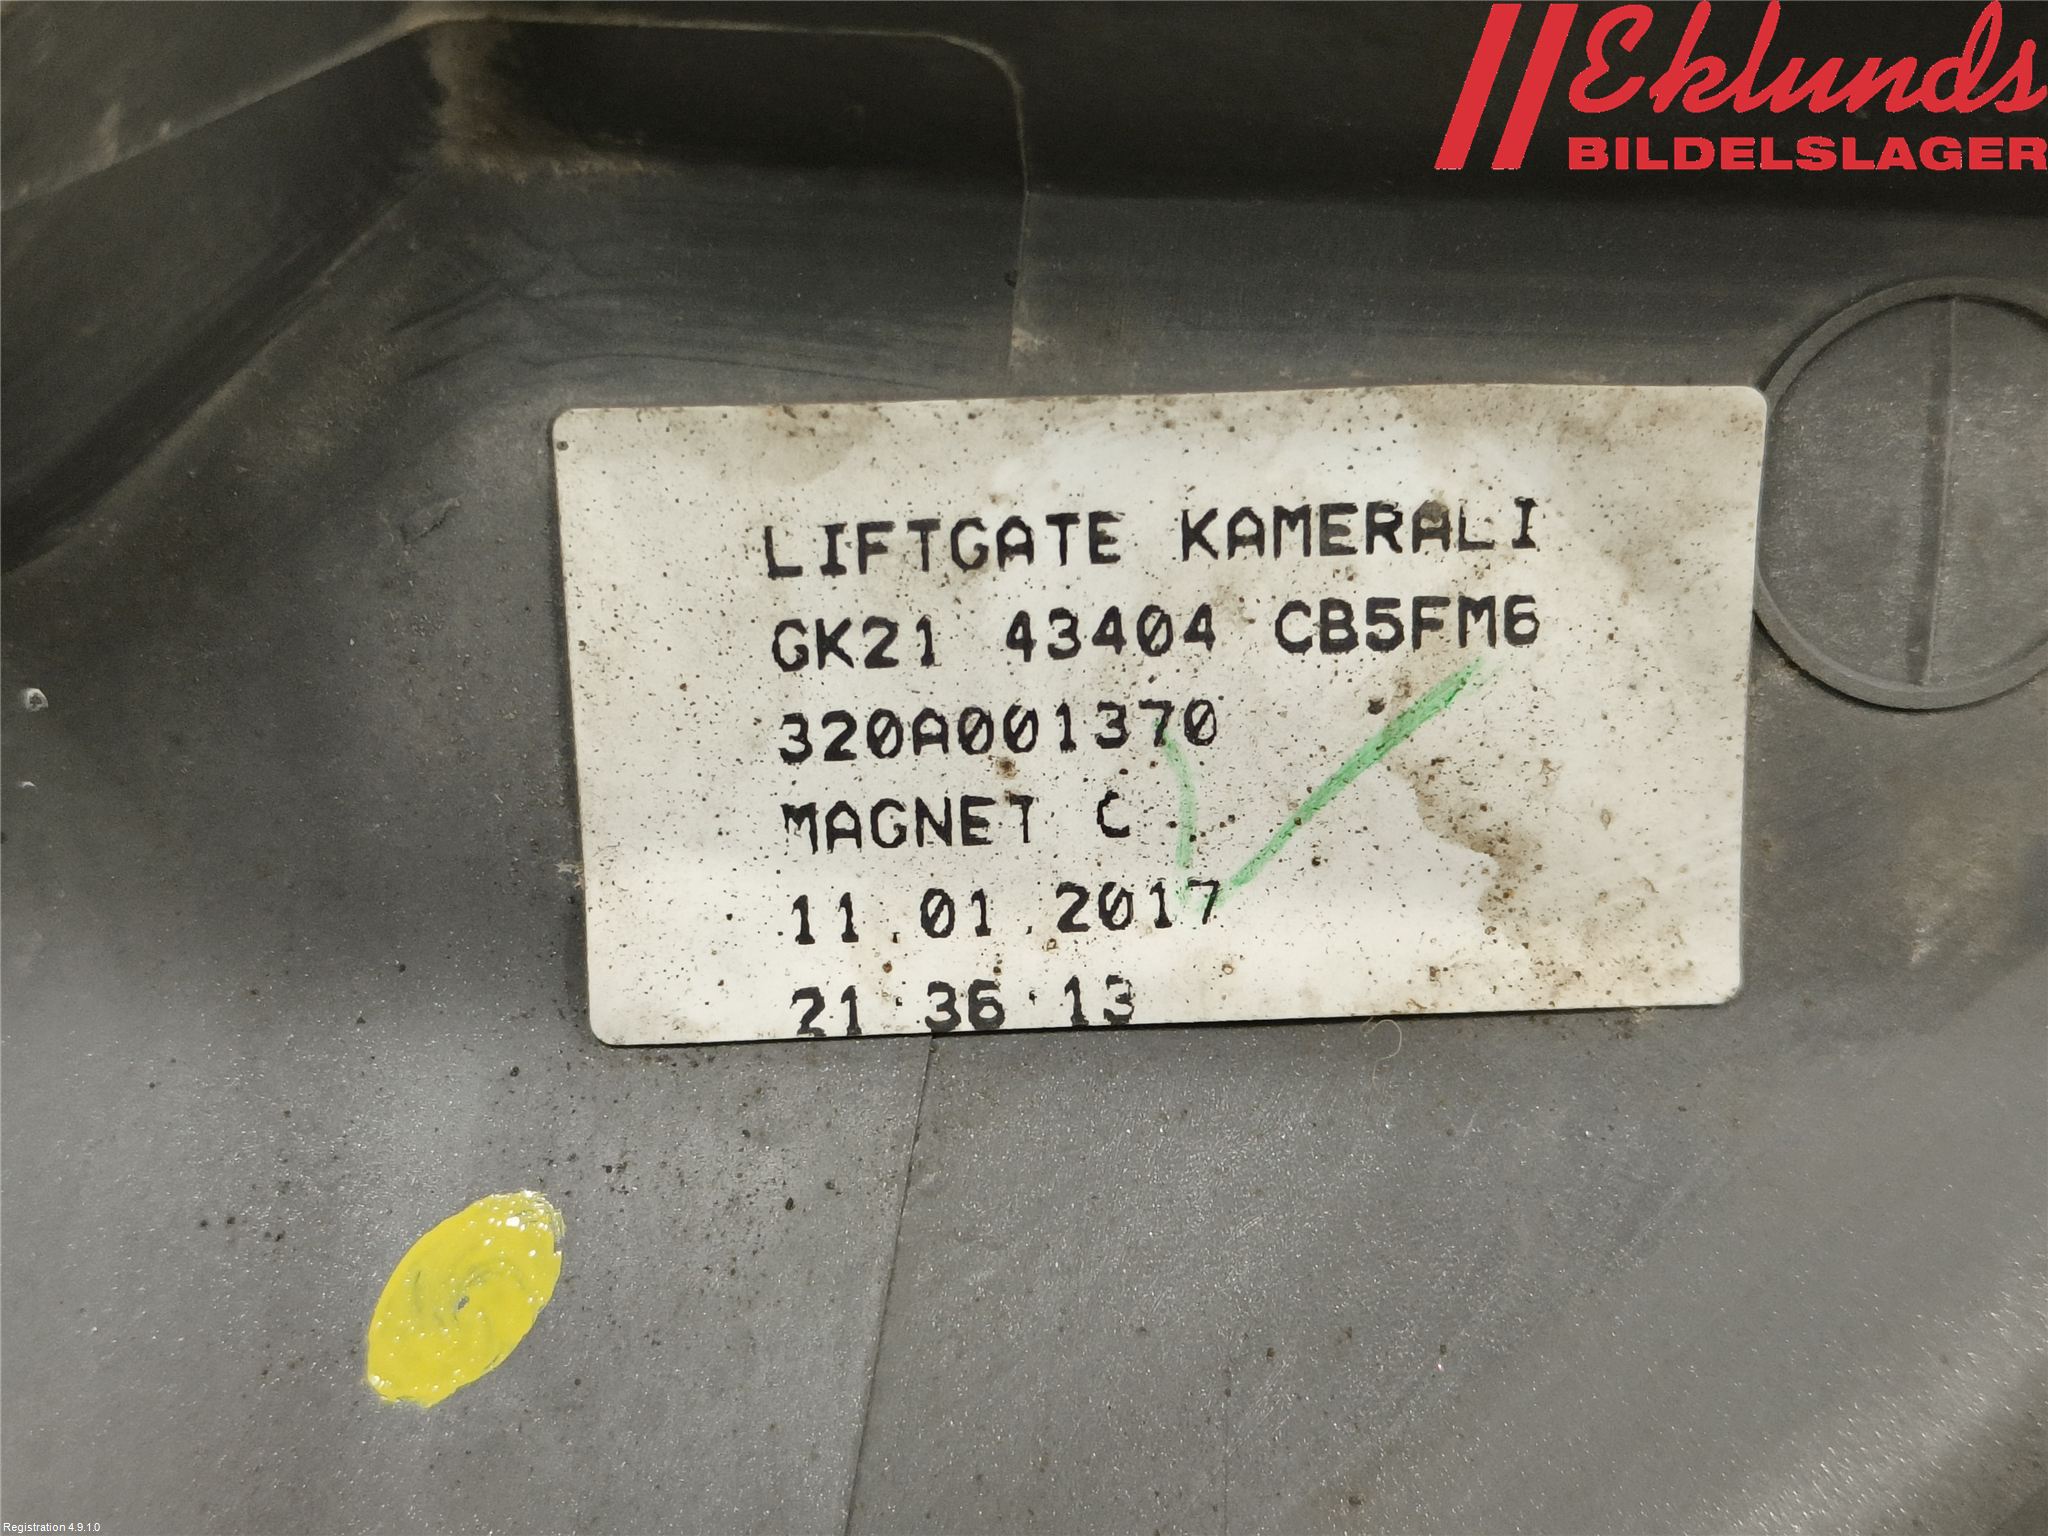 Eklunds
BILDELSLAGER
LIFTGATE KAMERALI
GK21 43404 CB5FM6
320A001370
MAGNET C
11.01.2017
21:36:13
Registration 4.9.1.0